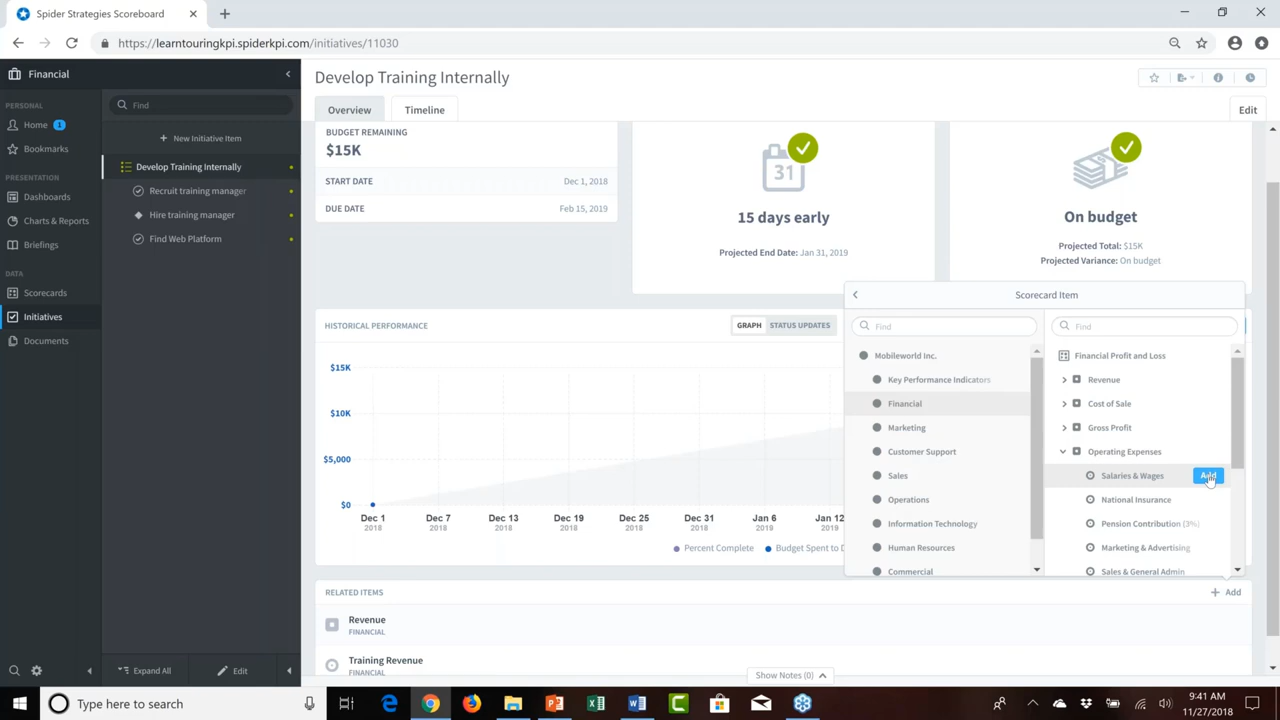 Spider Strategies Scoreboard
https://learntouringkpi.spiderkpi.com/initiatives/11030
Financial
PERSONAL
Home 1
Bookmarks
PRESENTATION
Dashboards
Charts & Reports
Briefings
DATA
Scorecards
Initiatives
Documents
Find
New Initiative Item
Develop Training Internally
Recruit training manager
Hire training manager
Find Web Platform
Expand All
Edit
Develop Training Internally
Overview
Timeline
Edit
BUDGET REMAINING
$15K
START DATE Dec 1, 2018
DUE DATE Feb 15, 2019
31
15 days early
Projected End Date: Jan 31, 2019
On budget
Projected Total: $15K
Projected Variance: On budget
HISTORICAL PERFORMANCE
GRAPH STATUS UPDATES
$15K
$10K
$5,000
$0
Dec 1 Dec 7 Dec 13 Dec 19 Dec 25 Dec 31 Jan 6 Jan 12
2018 2018 2018 2018 2018 2018 2019 2019
Percent Complete Budget Spent to D
Scorecard Item
Find
Mobileworld Inc.
Key Performance Indicators
Financial
Marketing
Customer Support
Sales
Operations
Information Technology
Human Resources
Commercial
Find
Financial Profit and Loss
Revenue
Cost of Sale
Gross Profit
Operating Expenses
Salaries & Wages Add
National Insurance
Pension Contribution (3%)
Marketing & Advertising
Sales & General Admin
RELATED ITEMS
Add
Revenue
FINANCIAL
Training Revenue
FINANCIAL
Show Notes (0)
Type here to search
9:41 AM
11/27/2018